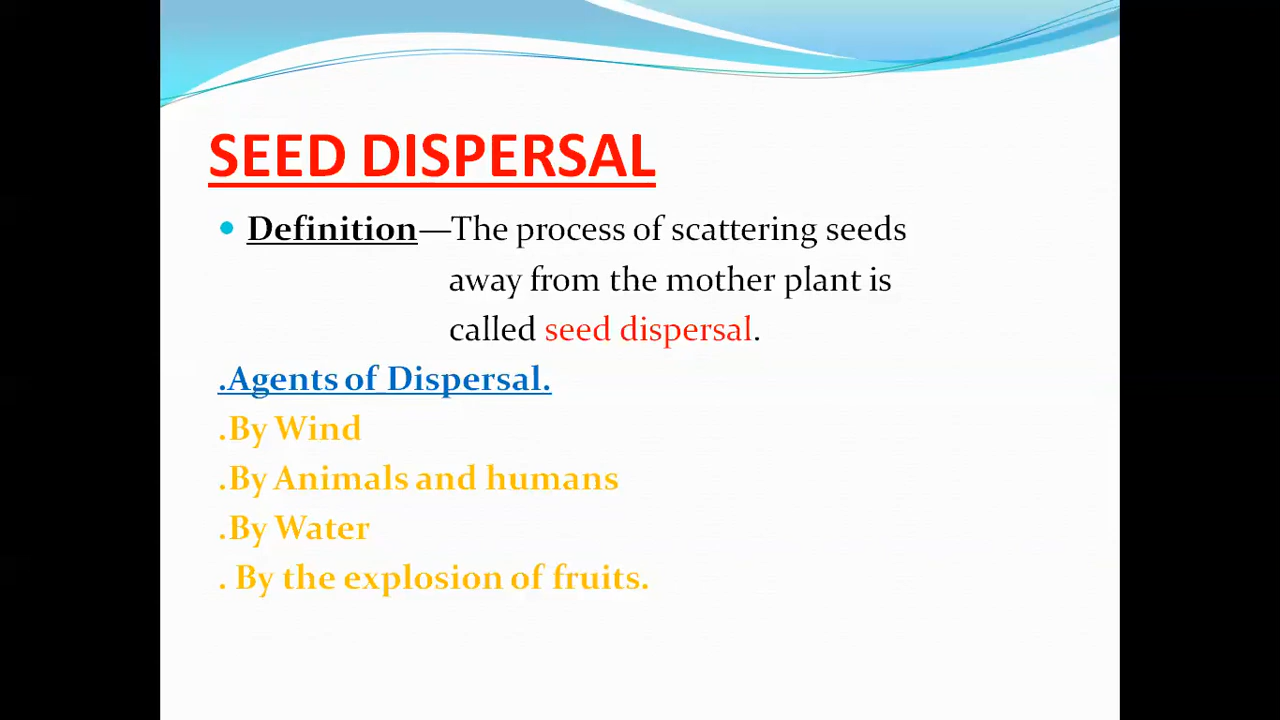 SEED DISPERSAL
• Definition—The process of scattering seeds
away from the mother plant is
called seed dispersal.
.Agents of Dispersal.
.By Wind
.By Animals and humans
.By Water
. By the explosion of fruits.